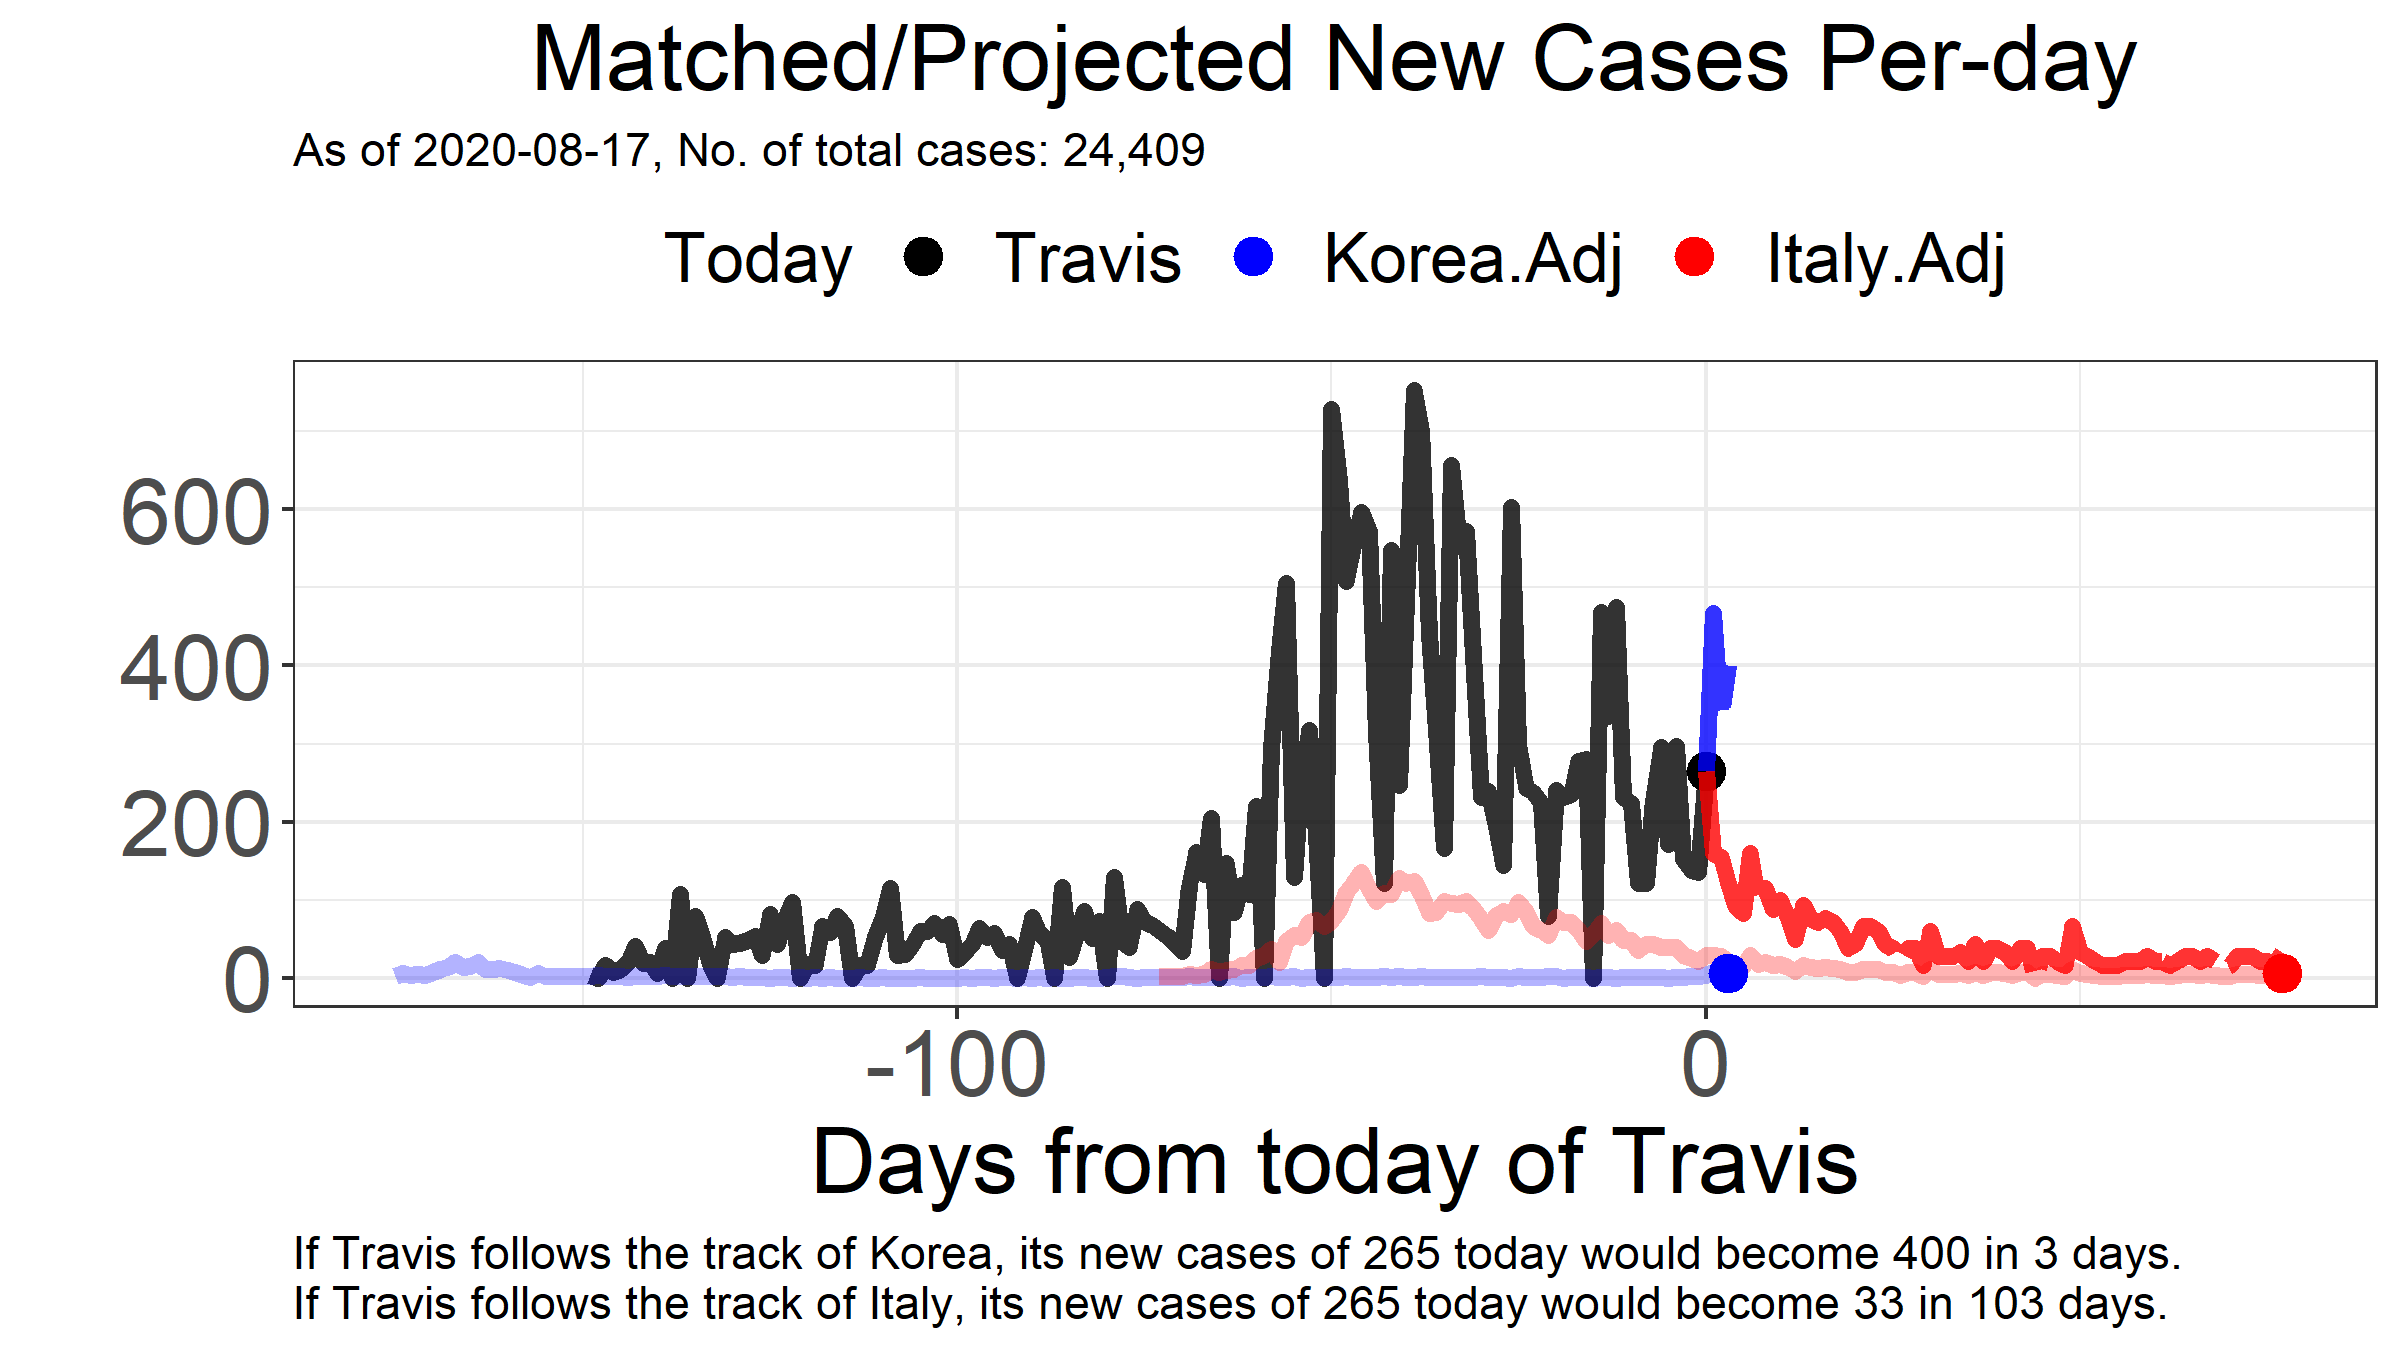 Matched/Projected New Cases Per-day
As of 2020-08-17, No. of total cases: 24,409
Today Travis Korea.Adj Italy.Adj
600
400
200
0
-100 0
Days from today of Travis
If Travis follows the track of Korea, its new cases of 265 today would become 400 in 3 days.
If Travis follows the track of Italy, its new cases of 265 today would become 33 in 103 days.